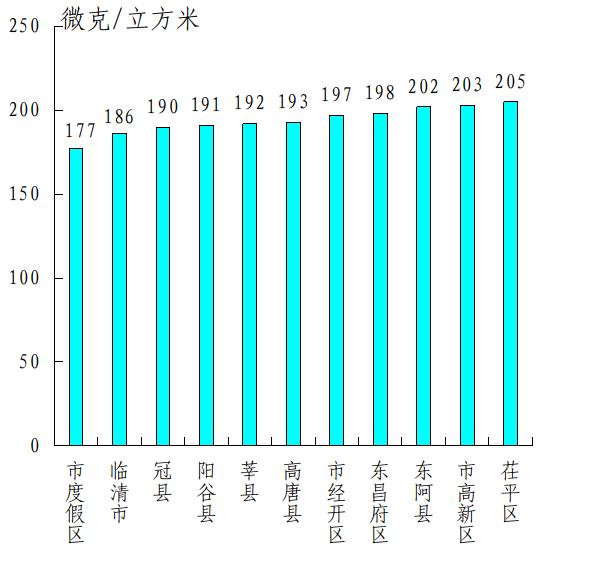 微克/立方米
250
200
150
100
50
0
177
186
190
191
192
193
197
198
202
203
205
市度假区
临清市
冠县
阳谷县
莘县
高唐县
市经开区
东昌府区
东阿县
市高新区
茌平区